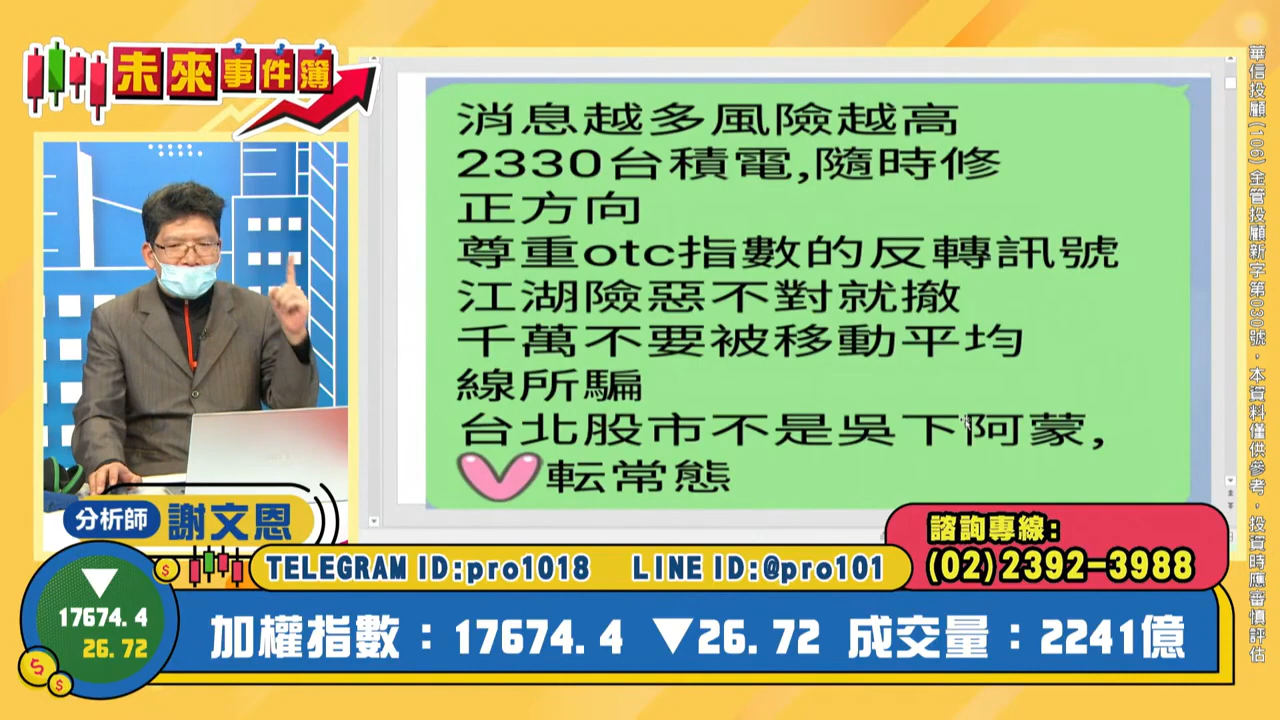 未來事件簿
消息越多風險越高
2330台積電,隨時修
正方向
尊重otc指數的反轉訊號
江湖險惡不對就撤
千萬不要被移動平均
線所騙
台北股市不是吳下阿蒙,
転常態
分析師 謝文恩
TELEGRAM ID:pro1018 LINE ID:@pro101
諮詢專線:
(02)2392-3988
17674.4
26.72
加權指數：17674.4 ▼26.72 成交量：2241億
華信投顧(106)金管投顧新字第030號，本資料僅供參考，投資時應審慎評估